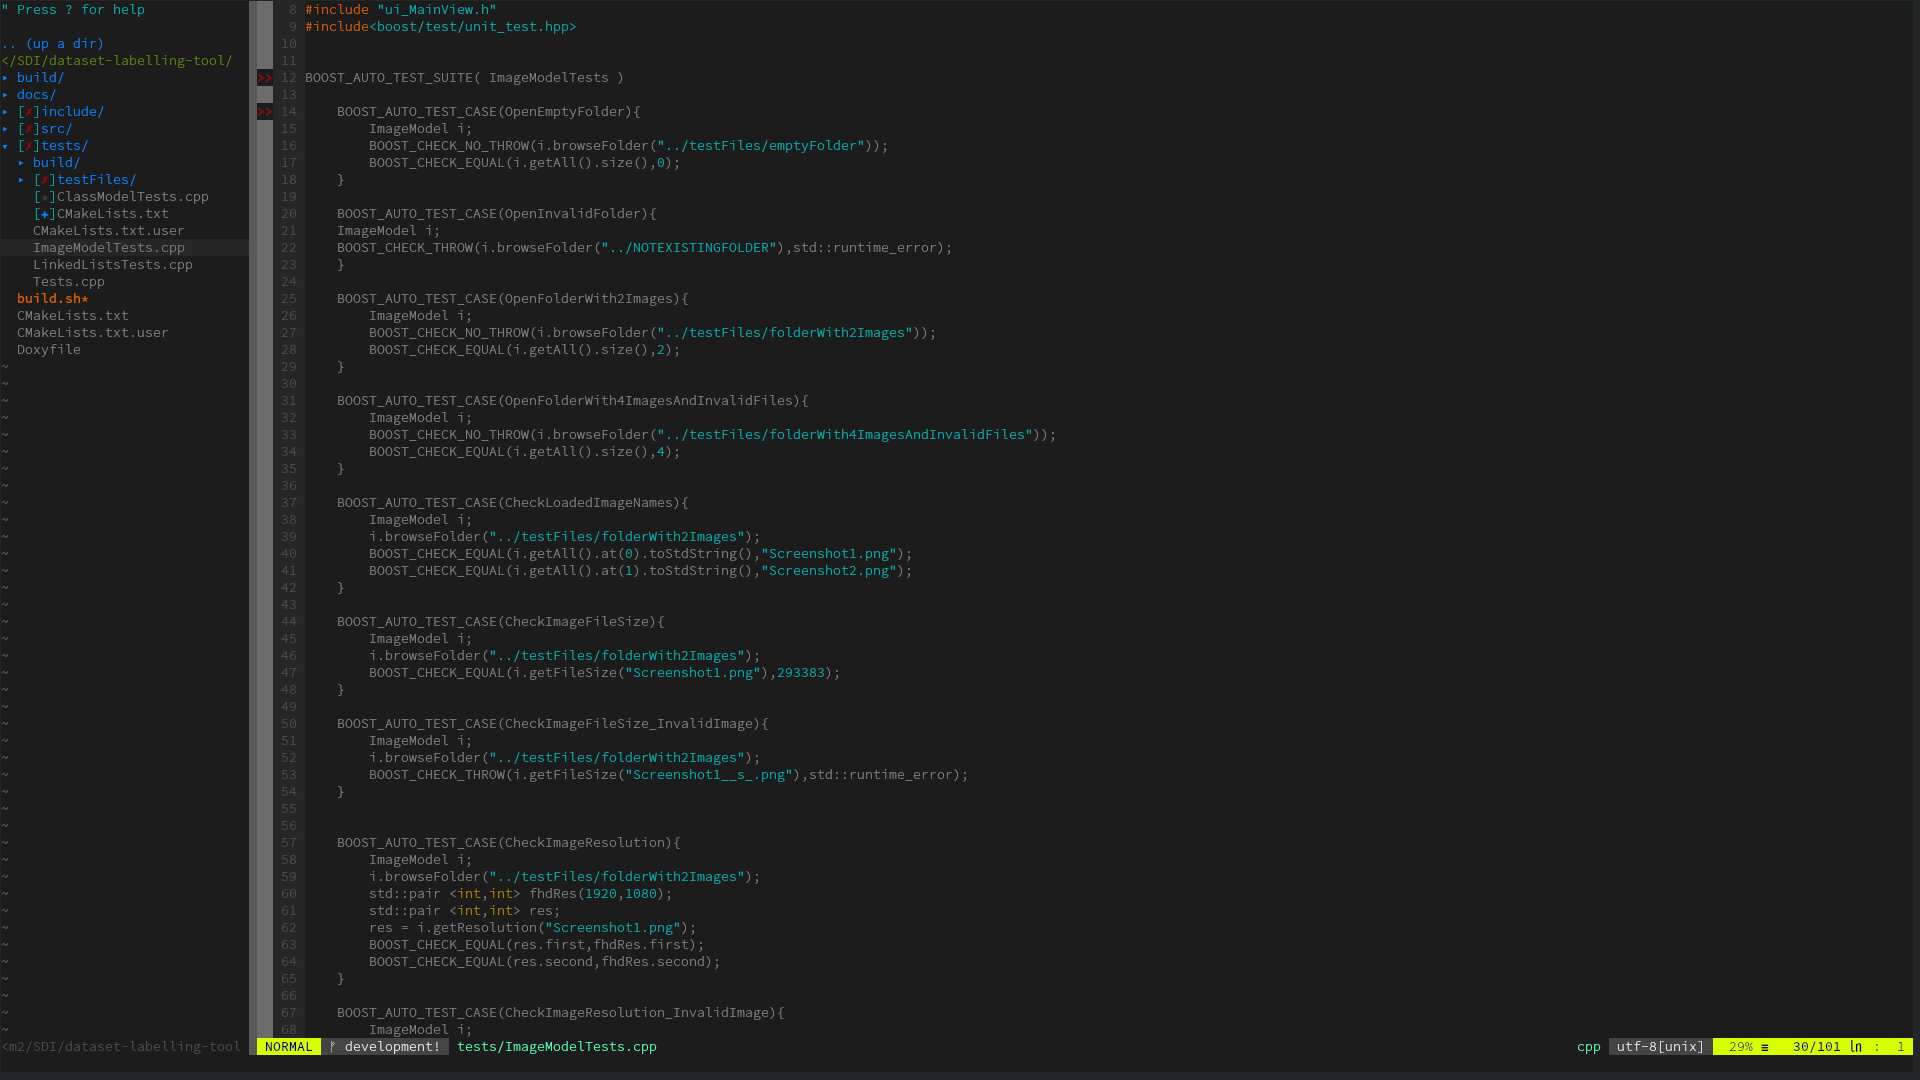 " Press ? for help
.. (up a dir)
</SDI/dataset-labelling-tool/
▸ build/
▸ docs/
▸ [✗]include/
▸ [✗]src/
▾ [✗]tests/
▸ build/
▸ [✗]testFiles/
[★]ClassModelTests.cpp
[✚]CMakeLists.txt
CMakeLists.txt.user
ImageModelTests.cpp
LinkedListsTests.cpp
Tests.cpp
build.sh*
CMakeLists.txt
CMakeLists.txt.user
Doxyfile
<m2/SDI/dataset-labelling-tool
8 #include "ui_MainView.h"
9 #include<boost/test/unit_test.hpp>
10
11
>> 12 BOOST_AUTO_TEST_SUITE( ImageModelTests )
13
>> 14     BOOST_AUTO_TEST_CASE(OpenEmptyFolder){
15         ImageModel i;
16         BOOST_CHECK_NO_THROW(i.browseFolder("../testFiles/emptyFolder"));
17         BOOST_CHECK_EQUAL(i.getAll().size(),0);
18     }
19
20     BOOST_AUTO_TEST_CASE(OpenInvalidFolder){
21     ImageModel i;
22     BOOST_CHECK_THROW(i.browseFolder("../NOTEXISTINGFOLDER"),std::runtime_error);
23     }
24
25     BOOST_AUTO_TEST_CASE(OpenFolderWith2Images){
26         ImageModel i;
27         BOOST_CHECK_NO_THROW(i.browseFolder("../testFiles/folderWith2Images"));
28         BOOST_CHECK_EQUAL(i.getAll().size(),2);
29     }
30
31     BOOST_AUTO_TEST_CASE(OpenFolderWith4ImagesAndInvalidFiles){
32         ImageModel i;
33         BOOST_CHECK_NO_THROW(i.browseFolder("../testFiles/folderWith4ImagesAndInvalidFiles"));
34         BOOST_CHECK_EQUAL(i.getAll().size(),4);
35     }
36
37     BOOST_AUTO_TEST_CASE(CheckLoadedImageNames){
38         ImageModel i;
39         i.browseFolder("../testFiles/folderWith2Images");
40         BOOST_CHECK_EQUAL(i.getAll().at(0).toStdString(),"Screenshot1.png");
41         BOOST_CHECK_EQUAL(i.getAll().at(1).toStdString(),"Screenshot2.png");
42     }
43
44     BOOST_AUTO_TEST_CASE(CheckImageFileSize){
45         ImageModel i;
46         i.browseFolder("../testFiles/folderWith2Images");
47         BOOST_CHECK_EQUAL(i.getFileSize("Screenshot1.png"),293383);
48     }
49
50     BOOST_AUTO_TEST_CASE(CheckImageFileSize_InvalidImage){
51         ImageModel i;
52         i.browseFolder("../testFiles/folderWith2Images");
53         BOOST_CHECK_THROW(i.getFileSize("Screenshot1__s_.png"),std::runtime_error);
54     }
55
56
57     BOOST_AUTO_TEST_CASE(CheckImageResolution){
58         ImageModel i;
59         i.browseFolder("../testFiles/folderWith2Images");
60         std::pair <int,int> fhdRes(1920,1080);
61         std::pair <int,int> res;
62         res = i.getResolution("Screenshot1.png");
63         BOOST_CHECK_EQUAL(res.first,fhdRes.first);
64         BOOST_CHECK_EQUAL(res.second,fhdRes.second);
65     }
66
67     BOOST_AUTO_TEST_CASE(CheckImageResolution_InvalidImage){
68         ImageModel i;
NORMAL ᚠ development! tests/ImageModelTests.cpp cpp utf-8[unix] 29% ≡ 30/101 ㏑ : 1